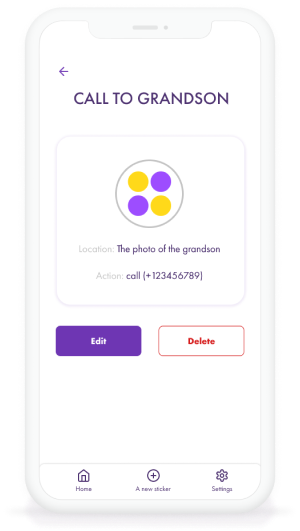 CALL TO GRANDSON
Location: The photo of the grandson
Action: call (+123456789)
Edit
Delete
Home
A new sticker
Settings